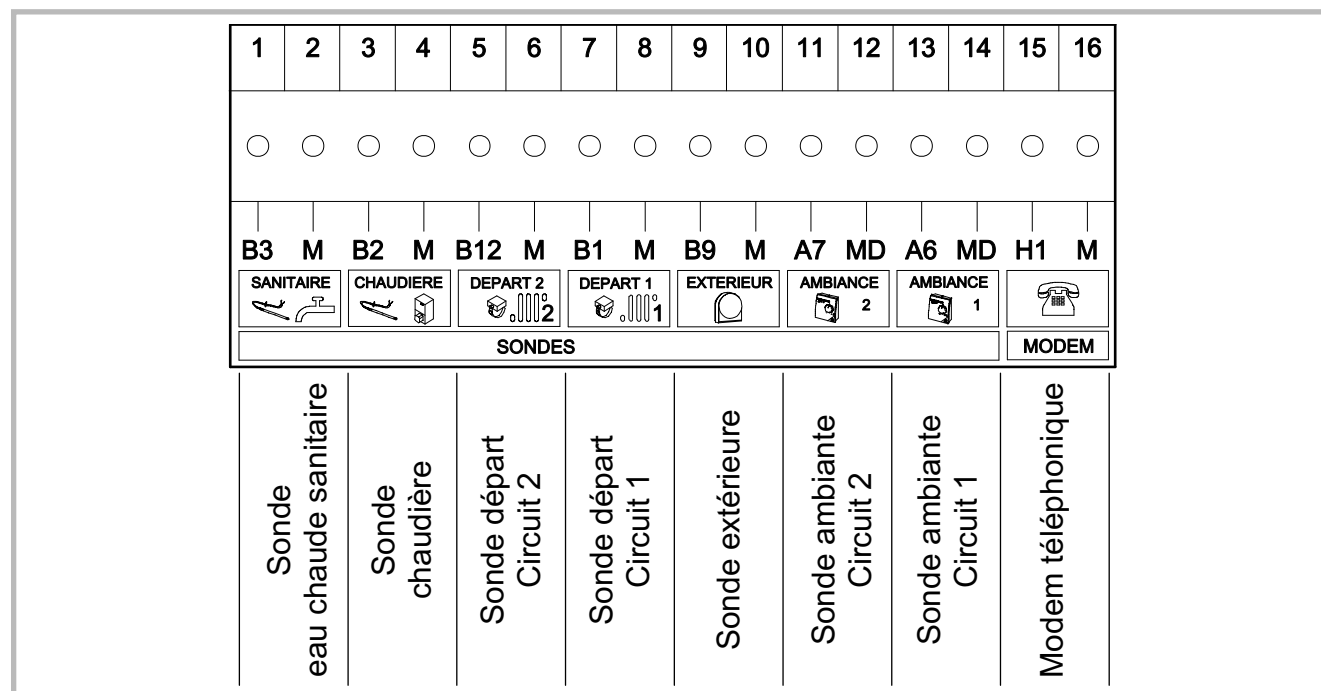 1 2 3 4 5 6 7 8 9 10 11 12 13 14 15 16
B3 M B2 M B12 M B1 M B9 M A7 MD A6 MD H1 M
SANITAIRE CHAUDIERE DEPART 2 DEPART 1 EXTERIEUR AMBIANCE AMBIANCE
2 1 2 1
SONDES MODEM
Sonde
eau chaude sanitaire
Sonde
chaudière
Sonde départ
Circuit 2
Sonde départ
Circuit 1
Sonde extérieure
Sonde ambiante
Circuit 2
Sonde ambiante
Circuit 1
Modem téléphonique